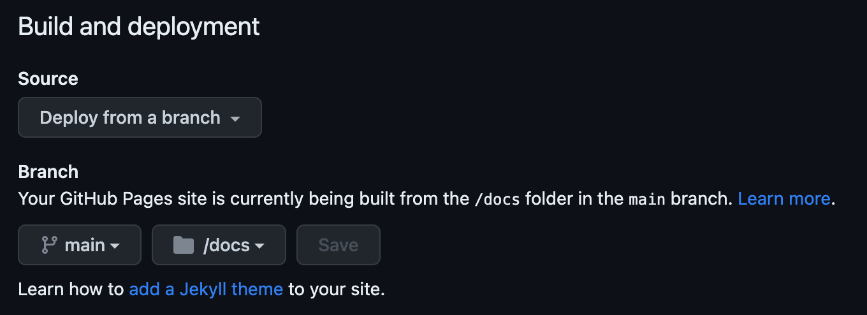 Build and deployment
Source
Deploy from a branch
Branch
Your GitHub Pages site is currently being built from the /docs folder in the main branch. Learn more.
main /docs Save
Learn how to add a Jekyll theme to your site.